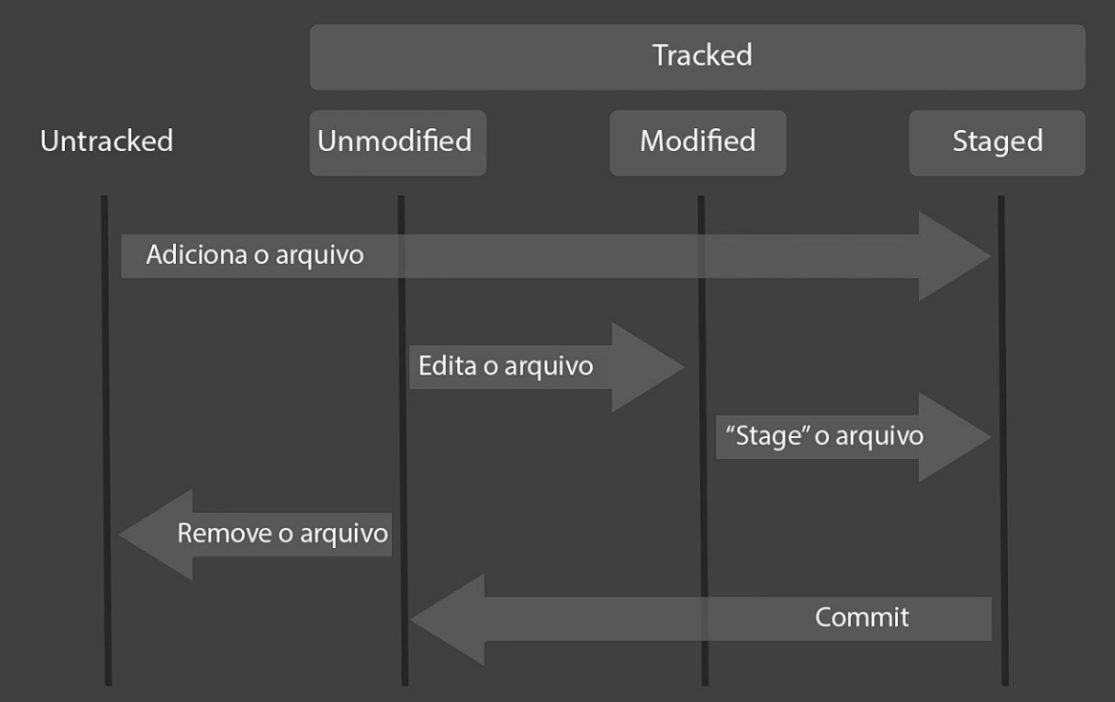 Tracked
Untracked
Unmodified
Modified
Staged
Adiciona o arquivo
Edita o arquivo
“Stage” o arquivo
Remove o arquivo
Commit